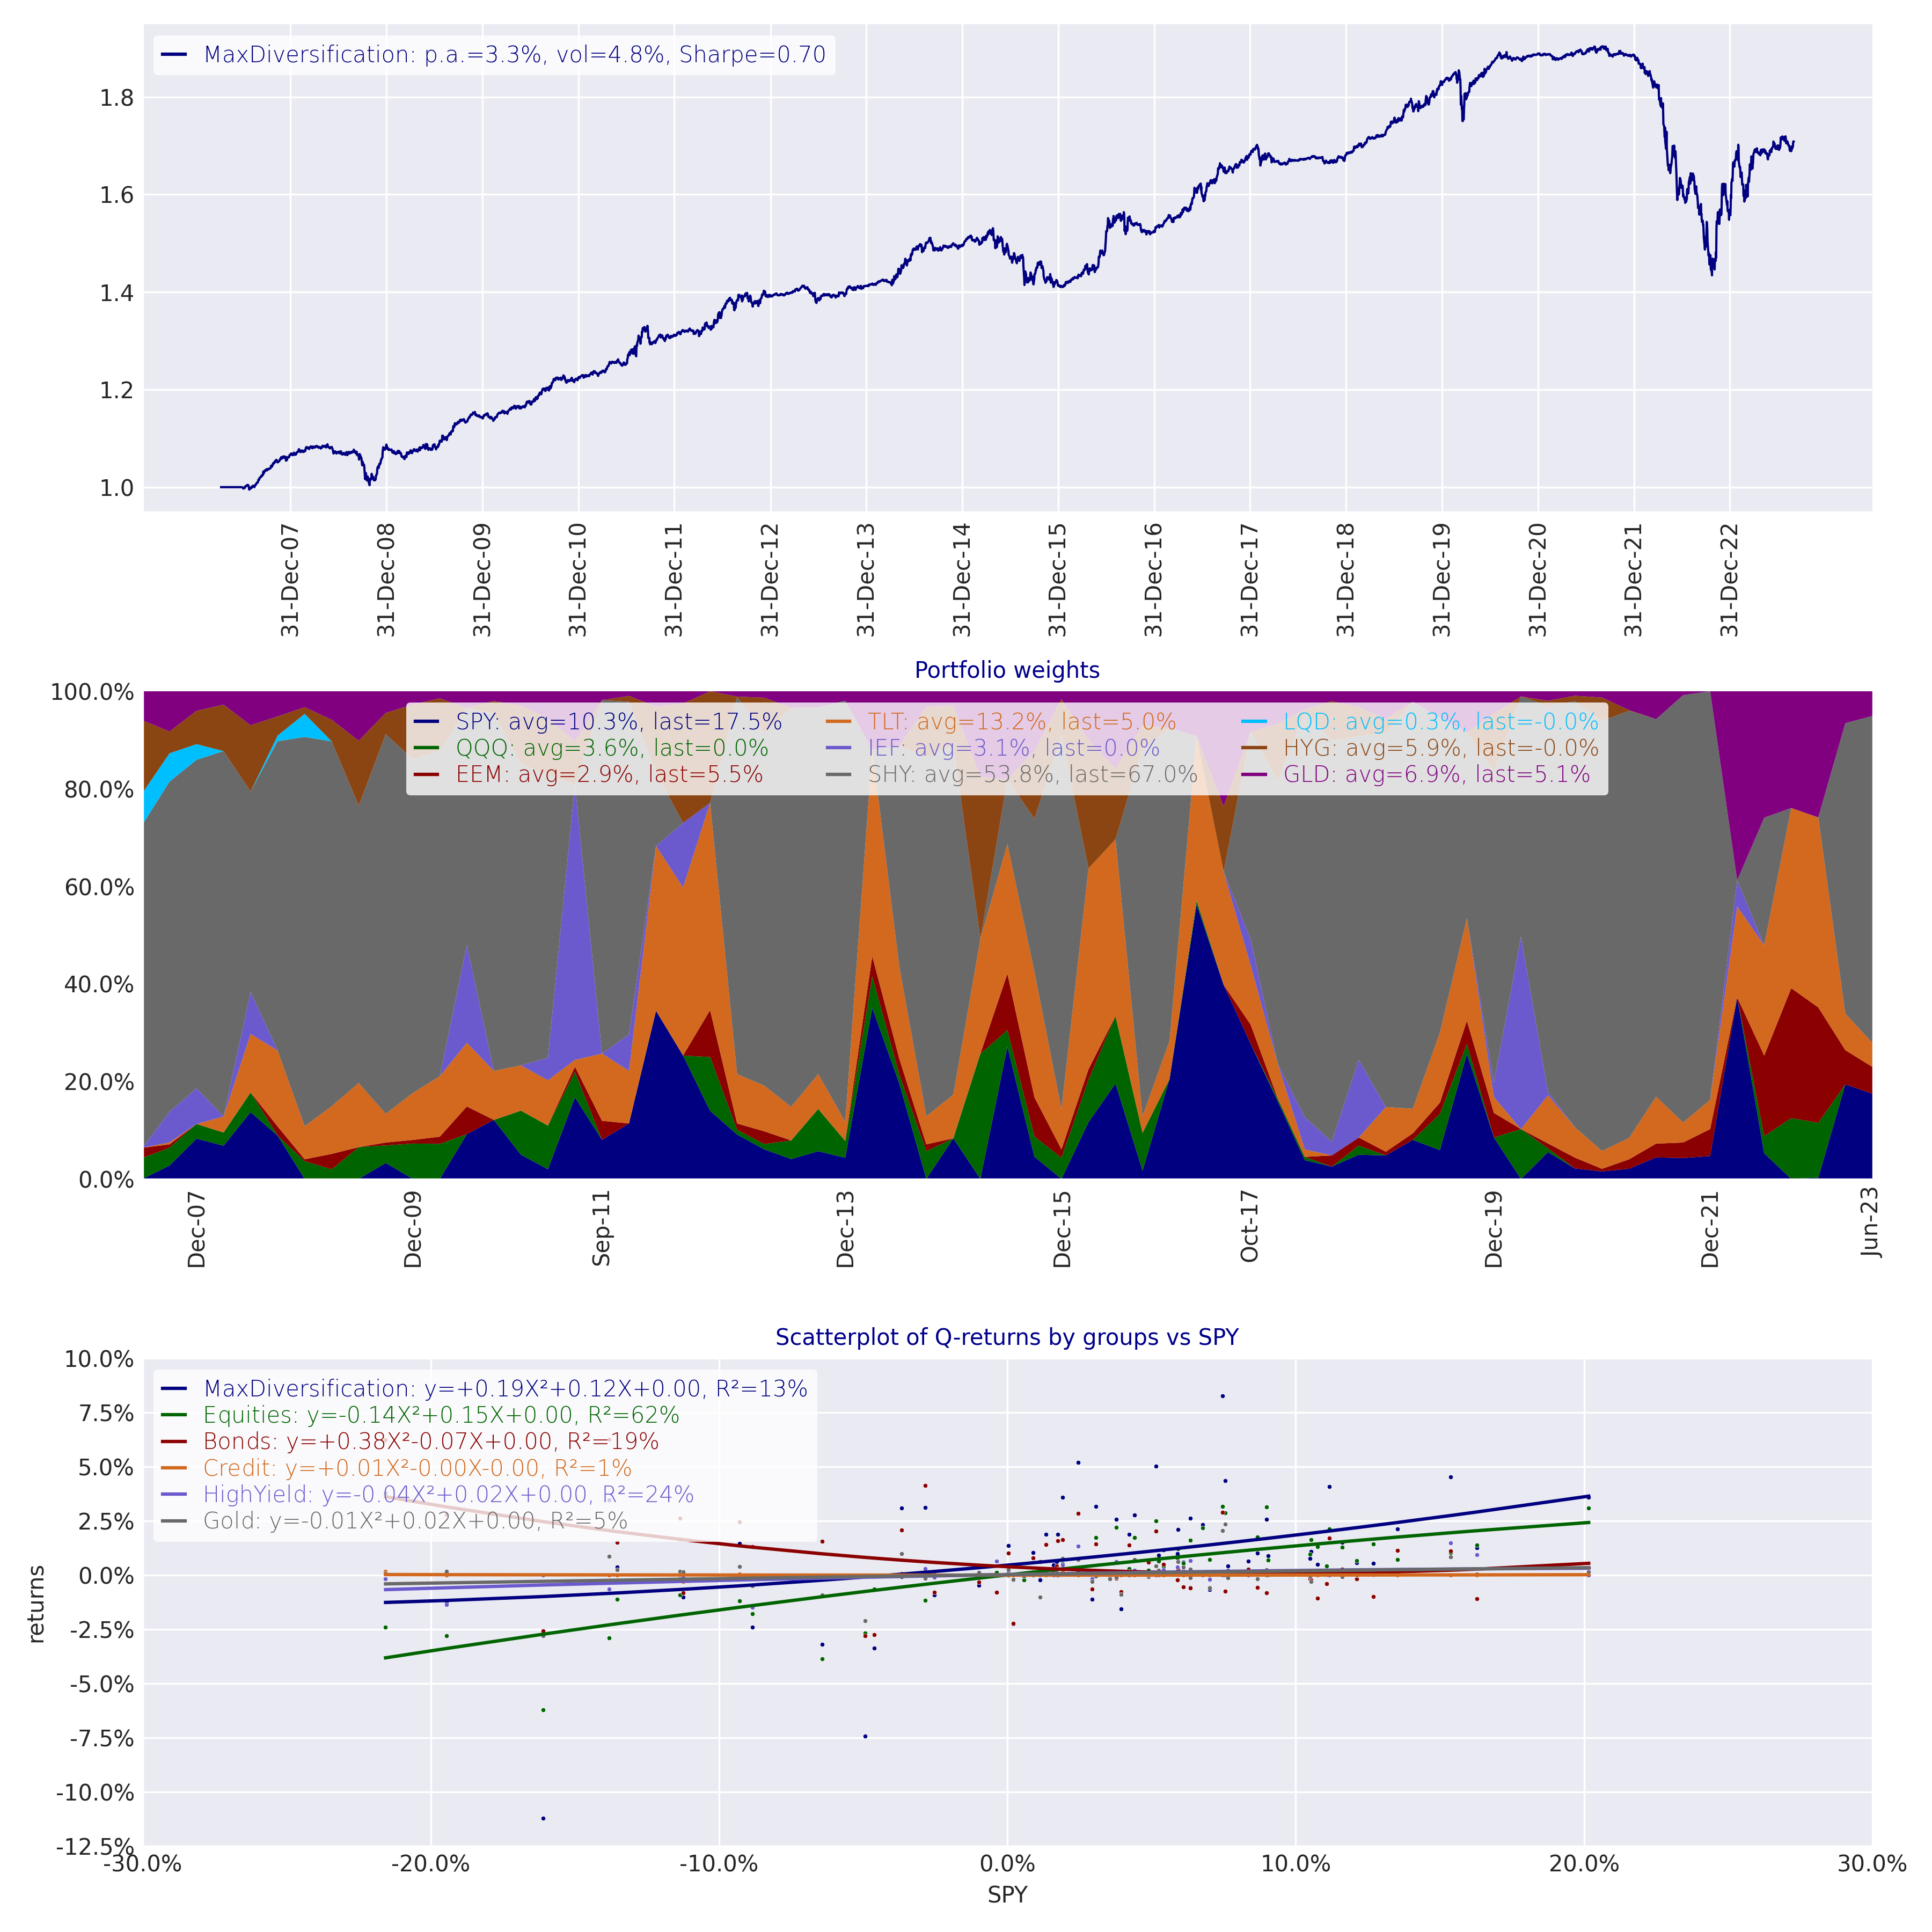 MaxDiversification: p.a.=3.3%, vol=4.8%, Sharpe=0.70
1.8
1.6
1.4
1.2
1.0
31-Dec-07
31-Dec-08
31-Dec-09
31-Dec-10
31-Dec-11
31-Dec-12
31-Dec-13
31-Dec-14
31-Dec-15
31-Dec-16
31-Dec-17
31-Dec-18
31-Dec-19
31-Dec-20
31-Dec-21
31-Dec-22
Portfolio weights
SPY: avg=10.3%, last=17.5%
QQQ: avg=3.6%, last=0.0%
EEM: avg=2.9%, last=5.5%
TLT: avg=13.2%, last=5.0%
IEF: avg=3.1%, last=0.0%
SHY: avg=53.8%, last=67.0%
LQD: avg=0.3%, last=-0.0%
HYG: avg=5.9%, last=-0.0%
GLD: avg=6.9%, last=5.1%
100.0%
80.0%
60.0%
40.0%
20.0%
0.0%
Dec-07
Dec-09
Sep-11
Dec-13
Dec-15
Oct-17
Dec-19
Dec-21
Jun-23
Scatterplot of Q-returns by groups vs SPY
MaxDiversification: y=+0.19X²+0.12X+0.00, R²=13%
Equities: y=-0.14X²+0.15X+0.00, R²=62%
Bonds: y=+0.38X²-0.07X+0.00, R²=19%
Credit: y=+0.01X²-0.00X-0.00, R²=1%
HighYield: y=-0.04X²+0.02X+0.00, R²=24%
Gold: y=-0.01X²+0.02X+0.00, R²=5%
returns
10.0%
7.5%
5.0%
2.5%
0.0%
-2.5%
-5.0%
-7.5%
-10.0%
-12.5%
-30.0%
-20.0%
-10.0%
0.0%
10.0%
20.0%
30.0%
SPY